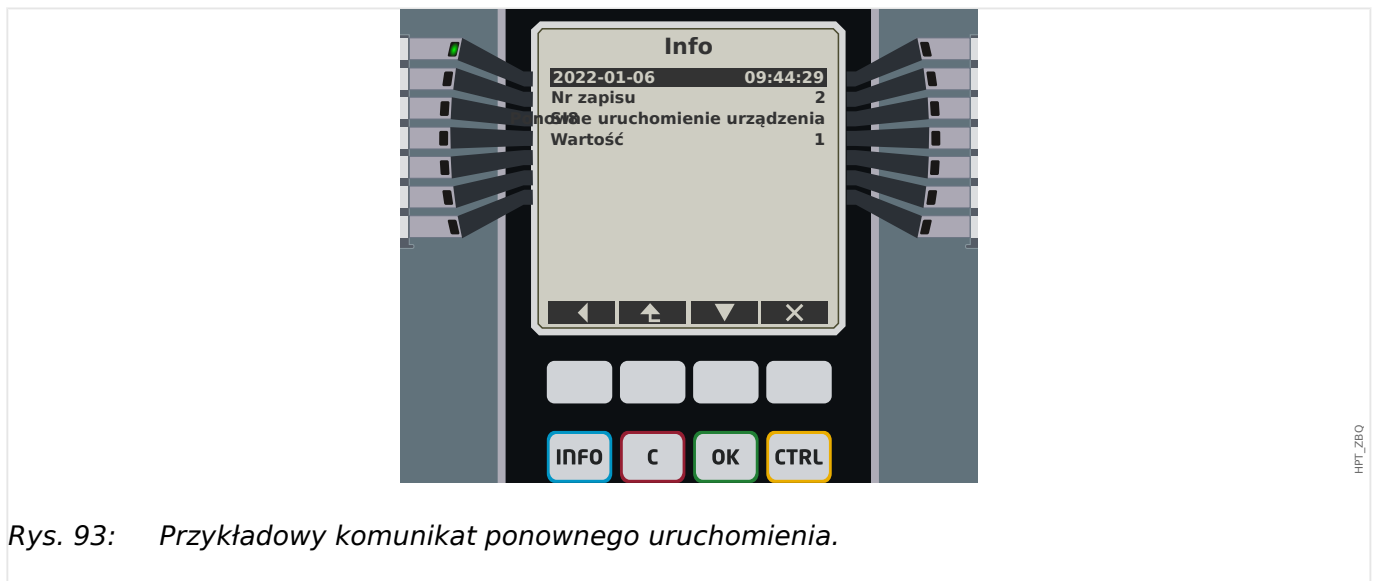 Info
2022-01-06 09:44:29
Nr zapisu 2
uruchomienie urządzenia
Wartość 1
INFO C OK CTRL
HPT_ZBQ
Rys. 93: Przykładowy komunikat ponownego uruchomienia.